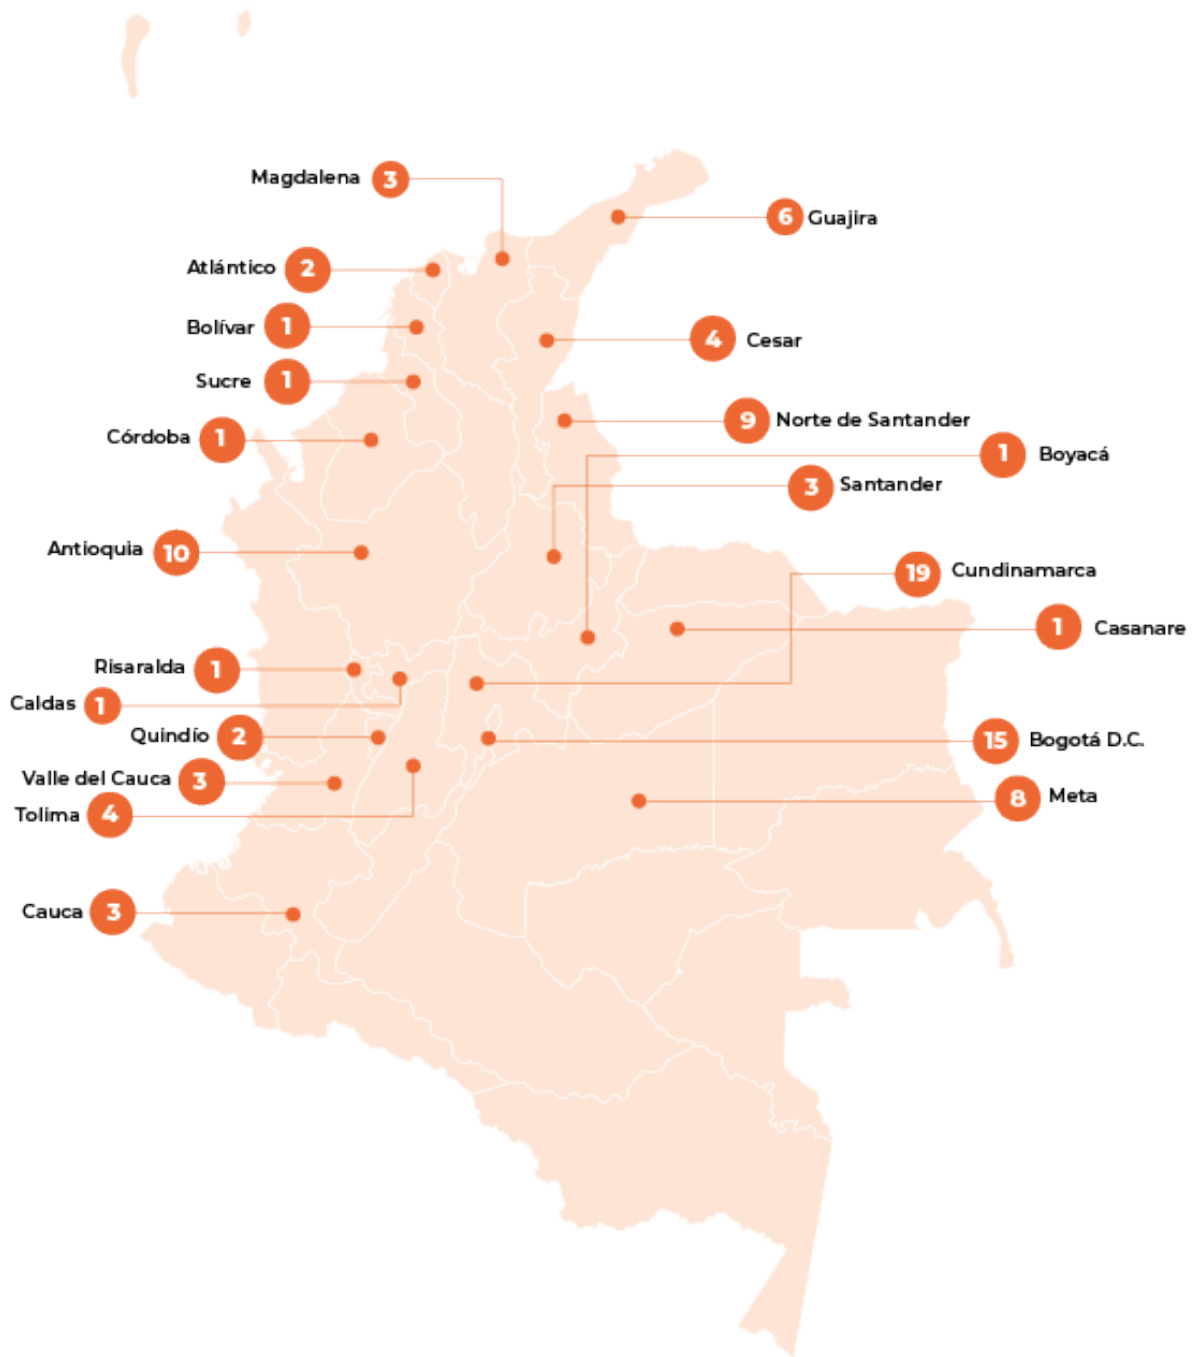 Magdalena 3
6 Guajira
Atlántico 2
Bolívar 1
4 Cesar
Sucre 1
9 Norte de Santander
Córdoba 1
1 Boyacá
3 Santander
Antioquia 10
19 Cundinamarca
1 Casanare
Risaralda 1
Caldas 1
Quindío 2
15 Bogotá D.C.
Valle del Cauca 3
8 Meta
Tolima 4
Cauca 3